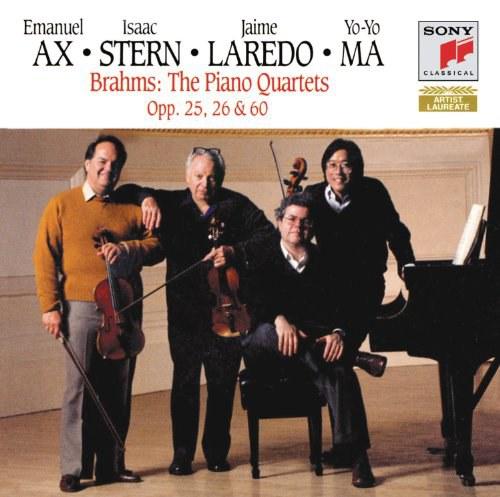 Emanuel Isaac Jaime Yo-Yo
AX • STERN • LAREDO • MA
Brahms: The Piano Quartets
Opp. 25, 26 & 60
SONY
CLASSICAL
ARTIST
LAUREATE